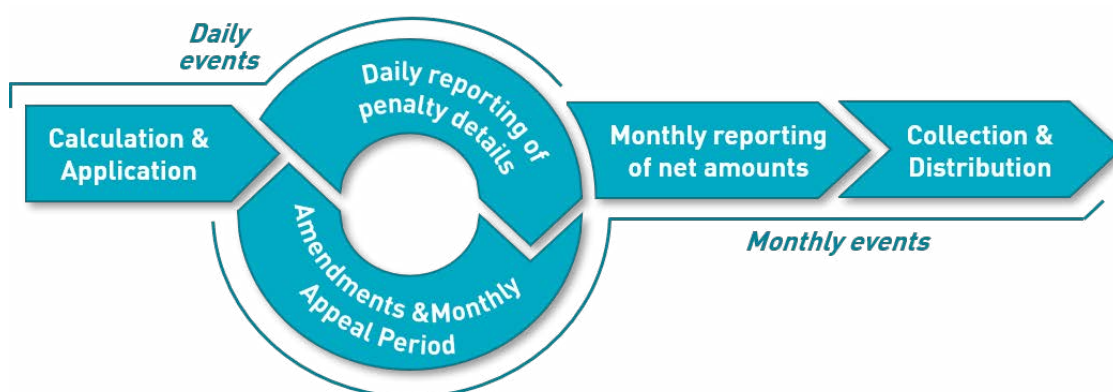 Daily
events
Calculation &
Application
Daily reporting of
penalty details
Amendments &Monthly
Appeal Period
Monthly reporting
of net amounts
Collection &
Distribution
Monthly events